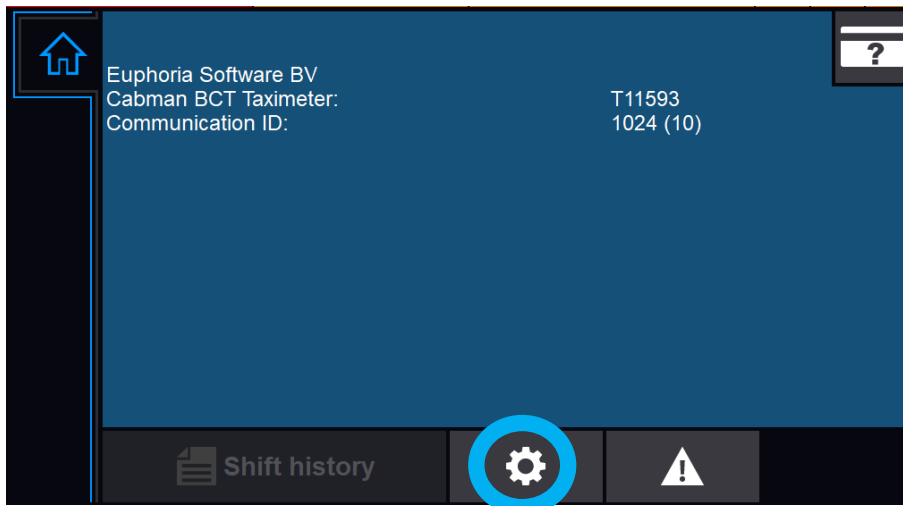 ?
Euphoria Software BV
Cabman BCT Taximeter: T11593
Communication ID: 1024 (10)
Shift history